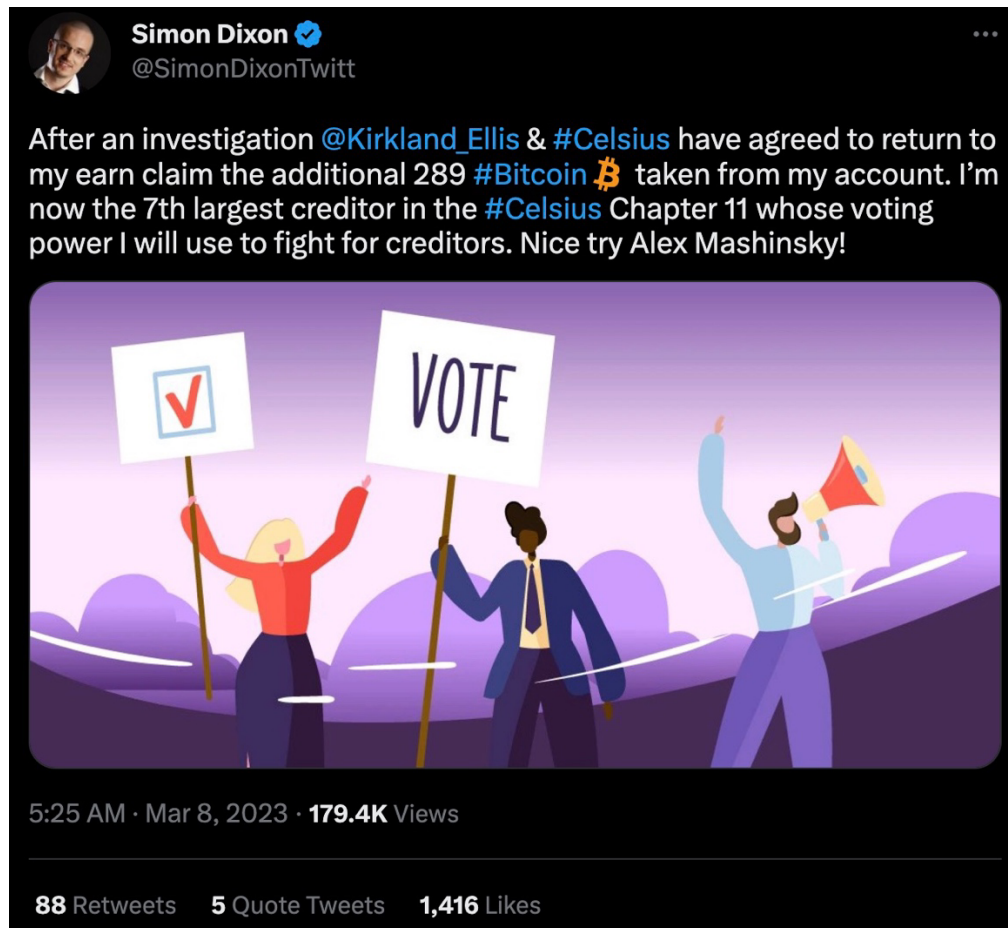 Simon Dixon
@SimonDixonTwitt
After an investigation @Kirkland_Ellis & #Celsius have agreed to return to
my earn claim the additional 289 #Bitcoin taken from my account. I’m
now the 7th largest creditor in the #Celsius Chapter 11 whose voting
power I will use to fight for creditors. Nice try Alex Mashinsky!
VOTE
5:25 AM · Mar 8, 2023 · 179.4K Views
88 Retweets 5 Quote Tweets 1,416 Likes